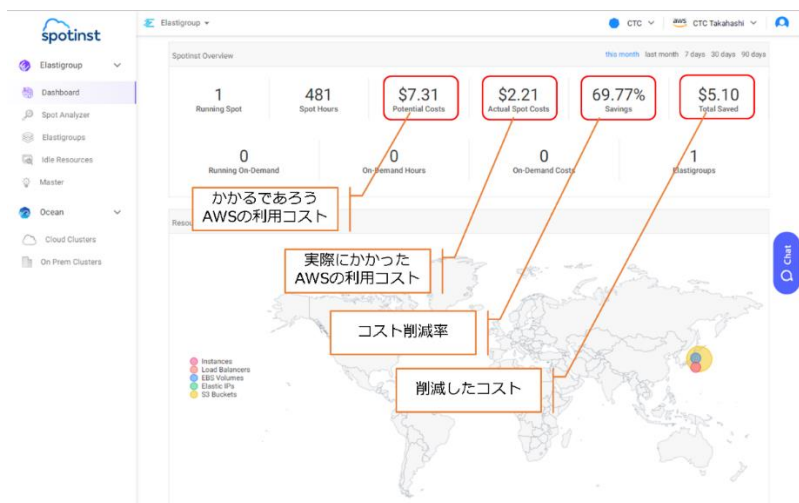 spotinst
Elastigroup
CTC
aws
CTC Takahashi
Elastigroup
Dashboard
Spot Analyzer
Elastigroups
Idle Resources
Master
Ocean
Cloud Clusters
On Prem Clusters
Spotinst Overview
this month last month 7 days 30 days 90 days
1
Running Spot
481
Spot Hours
$7.31
Potential Costs
$2.21
Actual Spot Costs
69.77%
Savings
$5.10
Total Saved
0
Running On-Demand
0
On-Demand Hours
0
On-Demand Costs
1
Elastigroups
かかるであろう
AWSの利用コスト
Resou
実際にかかった
AWSの利用コスト
コスト削減率
削減したコスト
Instances
Load Balancers
EBS Volumes
Elastic IPs
S3 Buckets
Chat